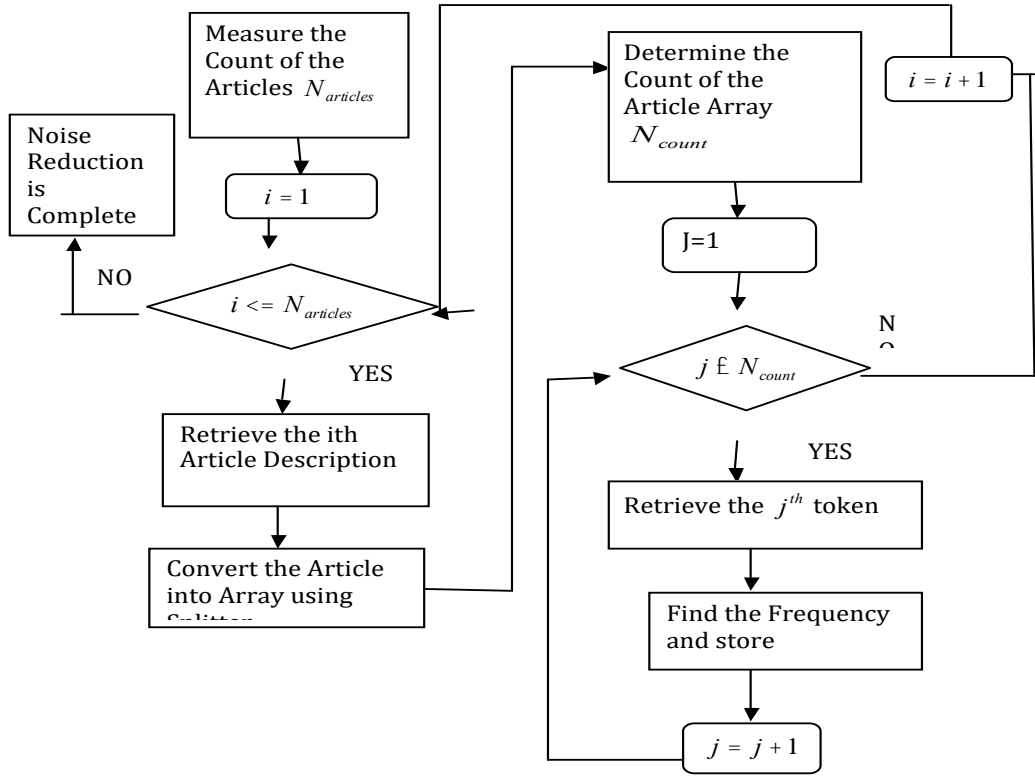 Measure the
Count of the
Articles N_articles
Noise
Reduction
is
Complete
i = 1
NO
i <= N_articles
YES
Retrieve the ith
Article Description
Convert the Article
into Array using
Determine the
Count of the
Article Array
N_count
i = i + 1
J=1
N
j £ N_count
YES
Retrieve the j^th token
Find the Frequency
and store
j = j + 1